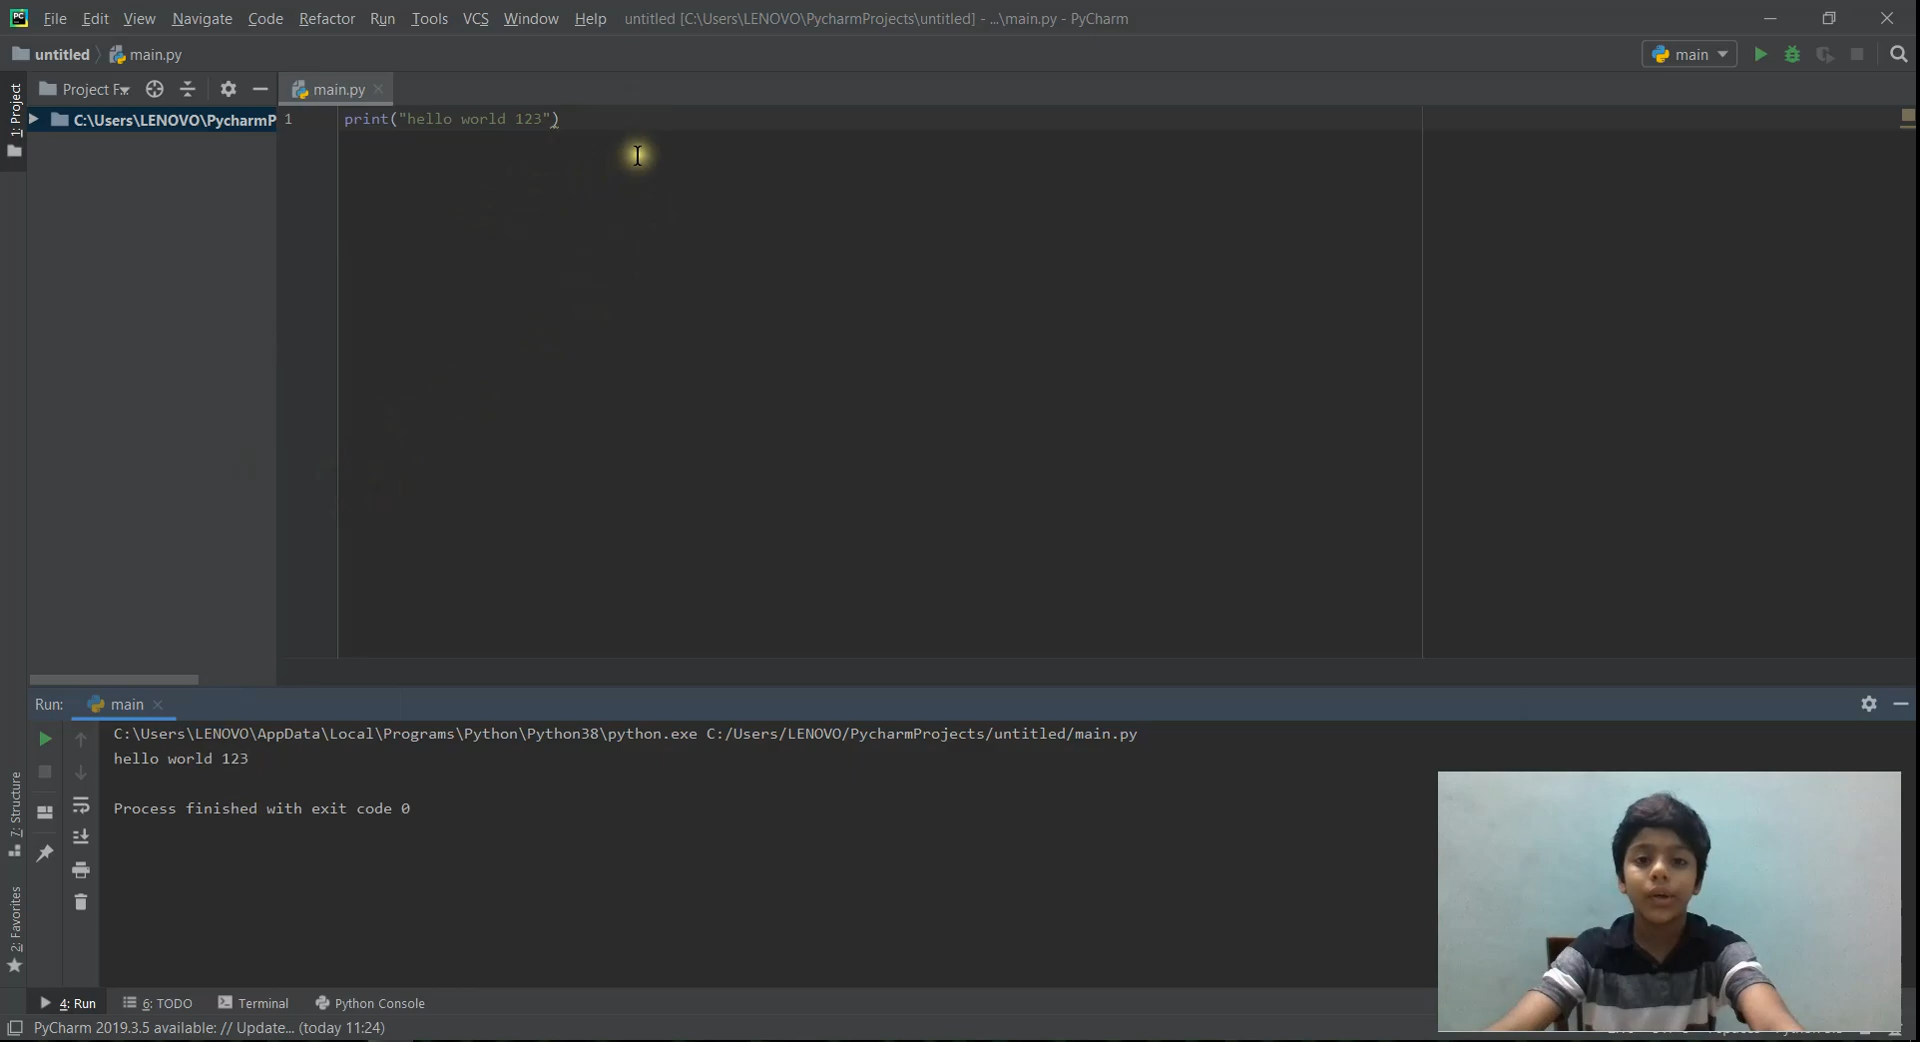 PC File Edit View Navigate Code Refactor Run Tools VCS Window Help untitled [C:\Users\LENOVO\PycharmProjects\untitled] - ...\main.py - PyCharm
untitled main.py main
1: Project
Project F... main.py
C:\Users\LENOVO\PycharmP 1 print("hello world 123")
Run: main
C:\Users\LENOVO\AppData\Local\Programs\Python\Python38\python.exe C:/Users/LENOVO/PycharmProjects/untitled/main.py
hello world 123
Process finished with exit code 0
7: Structure
2: Favorites
4: Run 6: TODO Terminal Python Console
PyCharm 2019.3.5 available: // Update... (today 11:24)